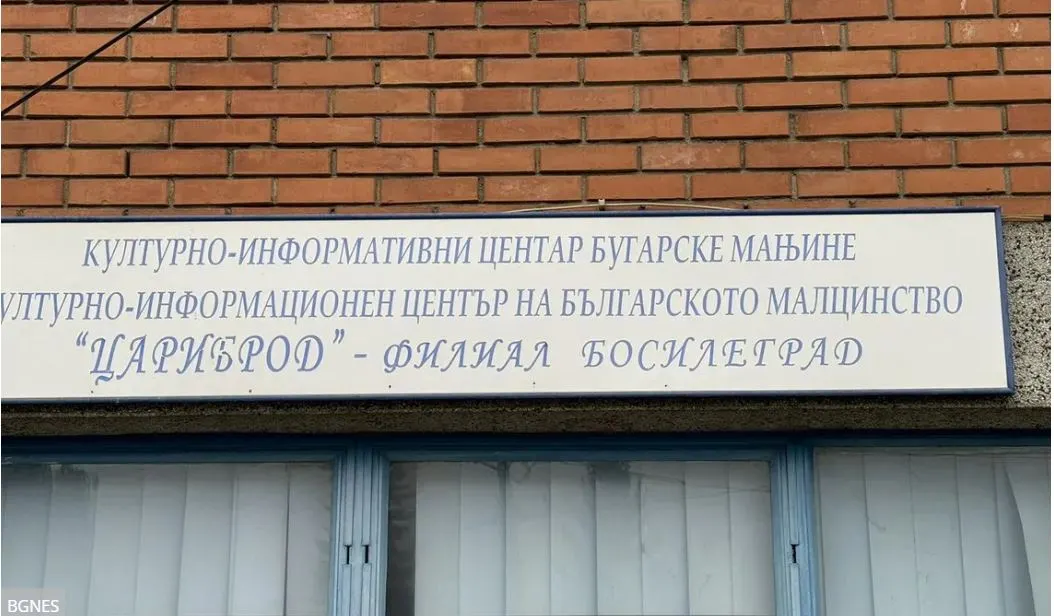 КУЛТУРНО-ИНФОРМАТИВНИ ЦЕНТАР БУГАРСКЕ МАЊИНЕ
УЛТУРНО-ИНФОРМАЦИОНЕН ЦЕНТЪР НА БЪЛГАРСКОТО МАЛЦИНСТВО
"ЦАРИБРОД" - ФИЛИАЛ БОСИЛЕГРАД
BGNES